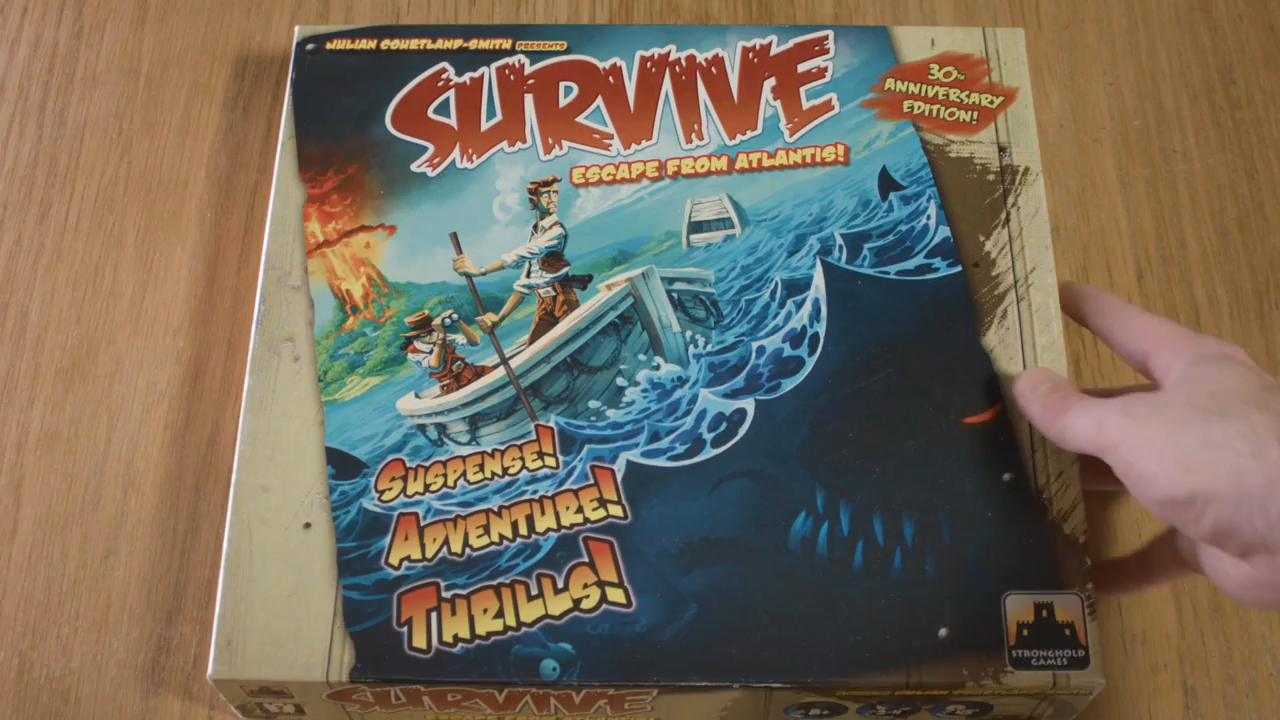 JULIAN COURTLAND-SMITH PRESENTS
SURVIVE
ESCAPE FROM ATLANTIS!
30TH
ANNIVERSARY
EDITION!
SUSPENSE!
ADVENTURE!
THRILLS!
STRONGHOLD
GAMES
SURVIVE